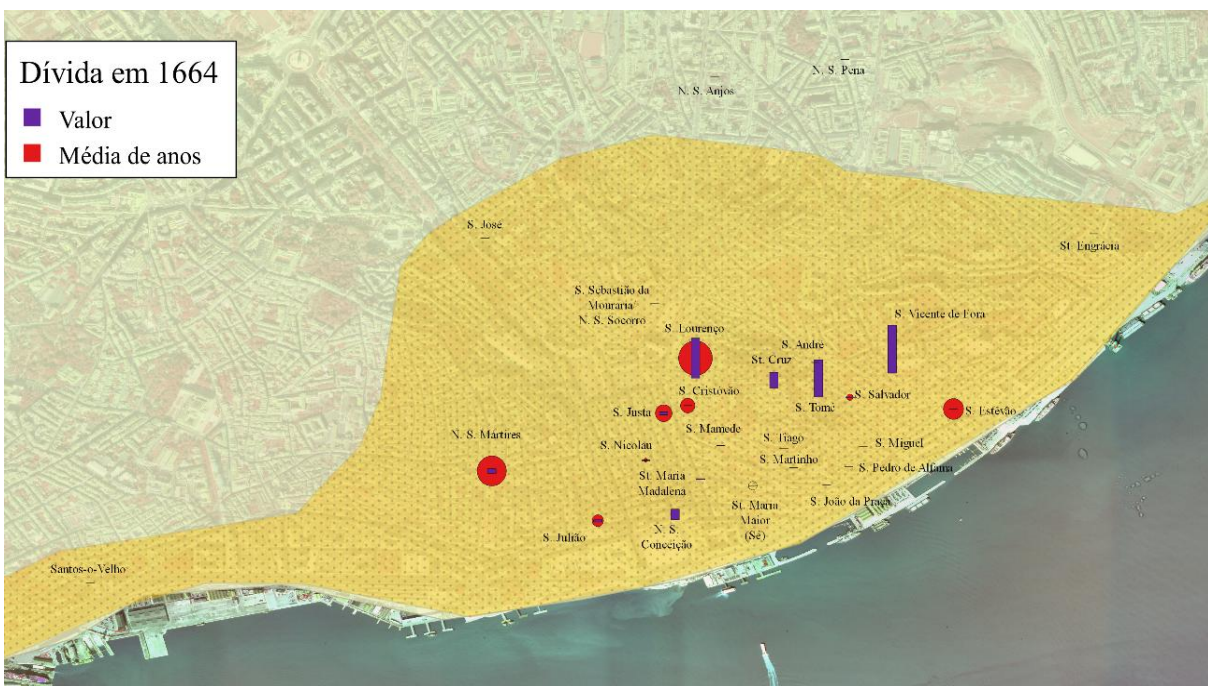 Dívida em 1664
Valor
Média de anos
N. S. Pena
N. S. Anjos
S. José
St. Engrácia
S. Sebastião da
Mouraria/
N. S. Socorro
S. Lourenço
S. Vicente de Fora
S. André
St. Cruz
S. Cristovão
S. Tomé
S. Salvador
S. Justa
S. Estêvão
S. Mamede
N. S. Mártires
S. Nicolau
S. Tiago
S. Miguel
S. Martinho
S. Pedro de Alfama
St. Maria
Madalena
S. João da Praça
St. Maria
Maior
(Sé)
S. Julião
N. S.
Conceição
Santos-o-Velho